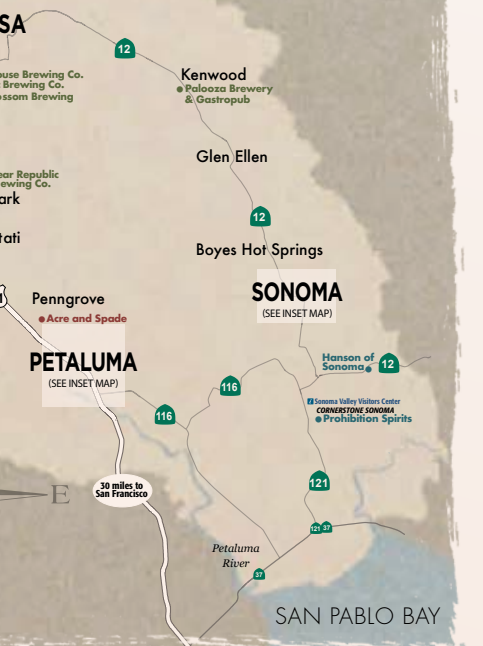 SA
12
ouse Brewing Co.
Brewing Co.
ossom Brewing
Kenwood
Palooza Brewery
& Gastropub
Glen Ellen
ear Republic
ewing Co.
ark
12
tati
Boyes Hot Springs
SONOMA
(SEE INSET MAP)
Penngrove
Acre and Spade
PETALUMA
(SEE INSET MAP)
Hanson of
Sonoma
12
116
116
i Sonoma Valley Visitors Center
CORNERSTONE SONOMA
Prohibition Spirits
121
30 miles to
San Francisco
E
121 37
Petaluma
River
37
SAN PABLO BAY